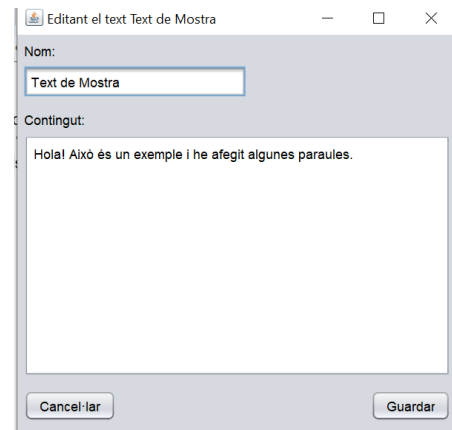 Editant el text Text de Mostra
Nom:
Text de Mostra
Contingut:
Hola! Això és un exemple i he afegit algunes paraules.
Cancel·lar
Guardar